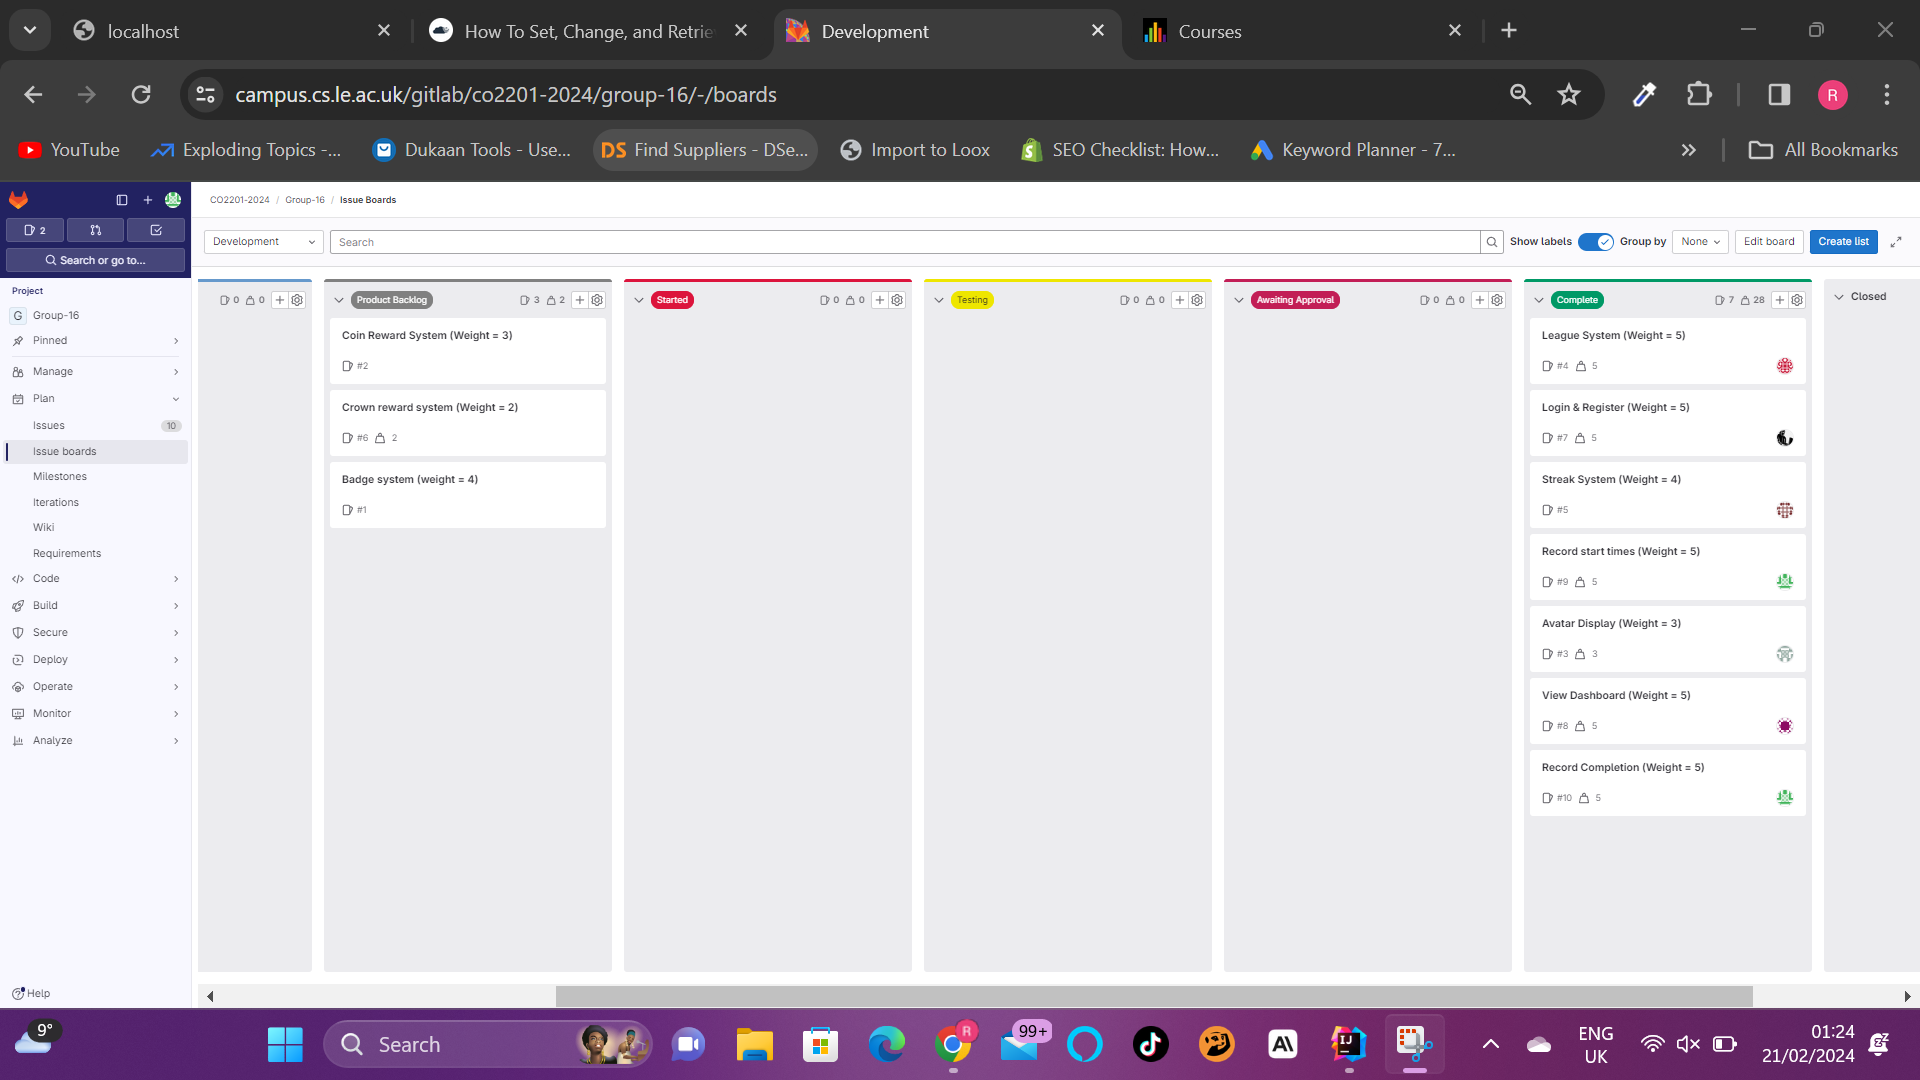 localhost
How To Set, Change, and Retrie
Development
Courses
campus.cs.le.ac.uk/gitlab/co2201-2024/group-16/-/boards
R
YouTube
Exploding Topics -...
Dukaan Tools - Use...
DS Find Suppliers - DSe...
Import to Loox
SEO Checklist: How...
Keyword Planner - 7...
All Bookmarks
CO2201-2024 / Group-16 / Issue Boards
2
Search or go to...
Development
Search
Show labels
Group by
None
Edit board
Create list
Project
G Group-16
Pinned
Manage
Plan
Issues 10
Issue boards
Milestones
Iterations
Wiki
Requirements
Code
Build
Secure
Deploy
Operate
Monitor
Analyze
Help
0 0
Product Backlog 3 2
Coin Reward System (Weight = 3)
#2
Crown reward system (Weight = 2)
#6 2
Badge system (weight = 4)
#1
Started 0 0
Testing 0 0
Awaiting Approval 0 0
Complete 7 28
League System (Weight = 5)
#4 5
Login & Register (Weight = 5)
#7 5
Streak System (Weight = 4)
#5
Record start times (Weight = 5)
#9 5
Avatar Display (Weight = 3)
#3 3
View Dashboard (Weight = 5)
#8 5
Record Completion (Weight = 5)
#10 5
Closed
9°
Search
R
99+
A\
IJ
ENG
UK
01:24
21/02/2024